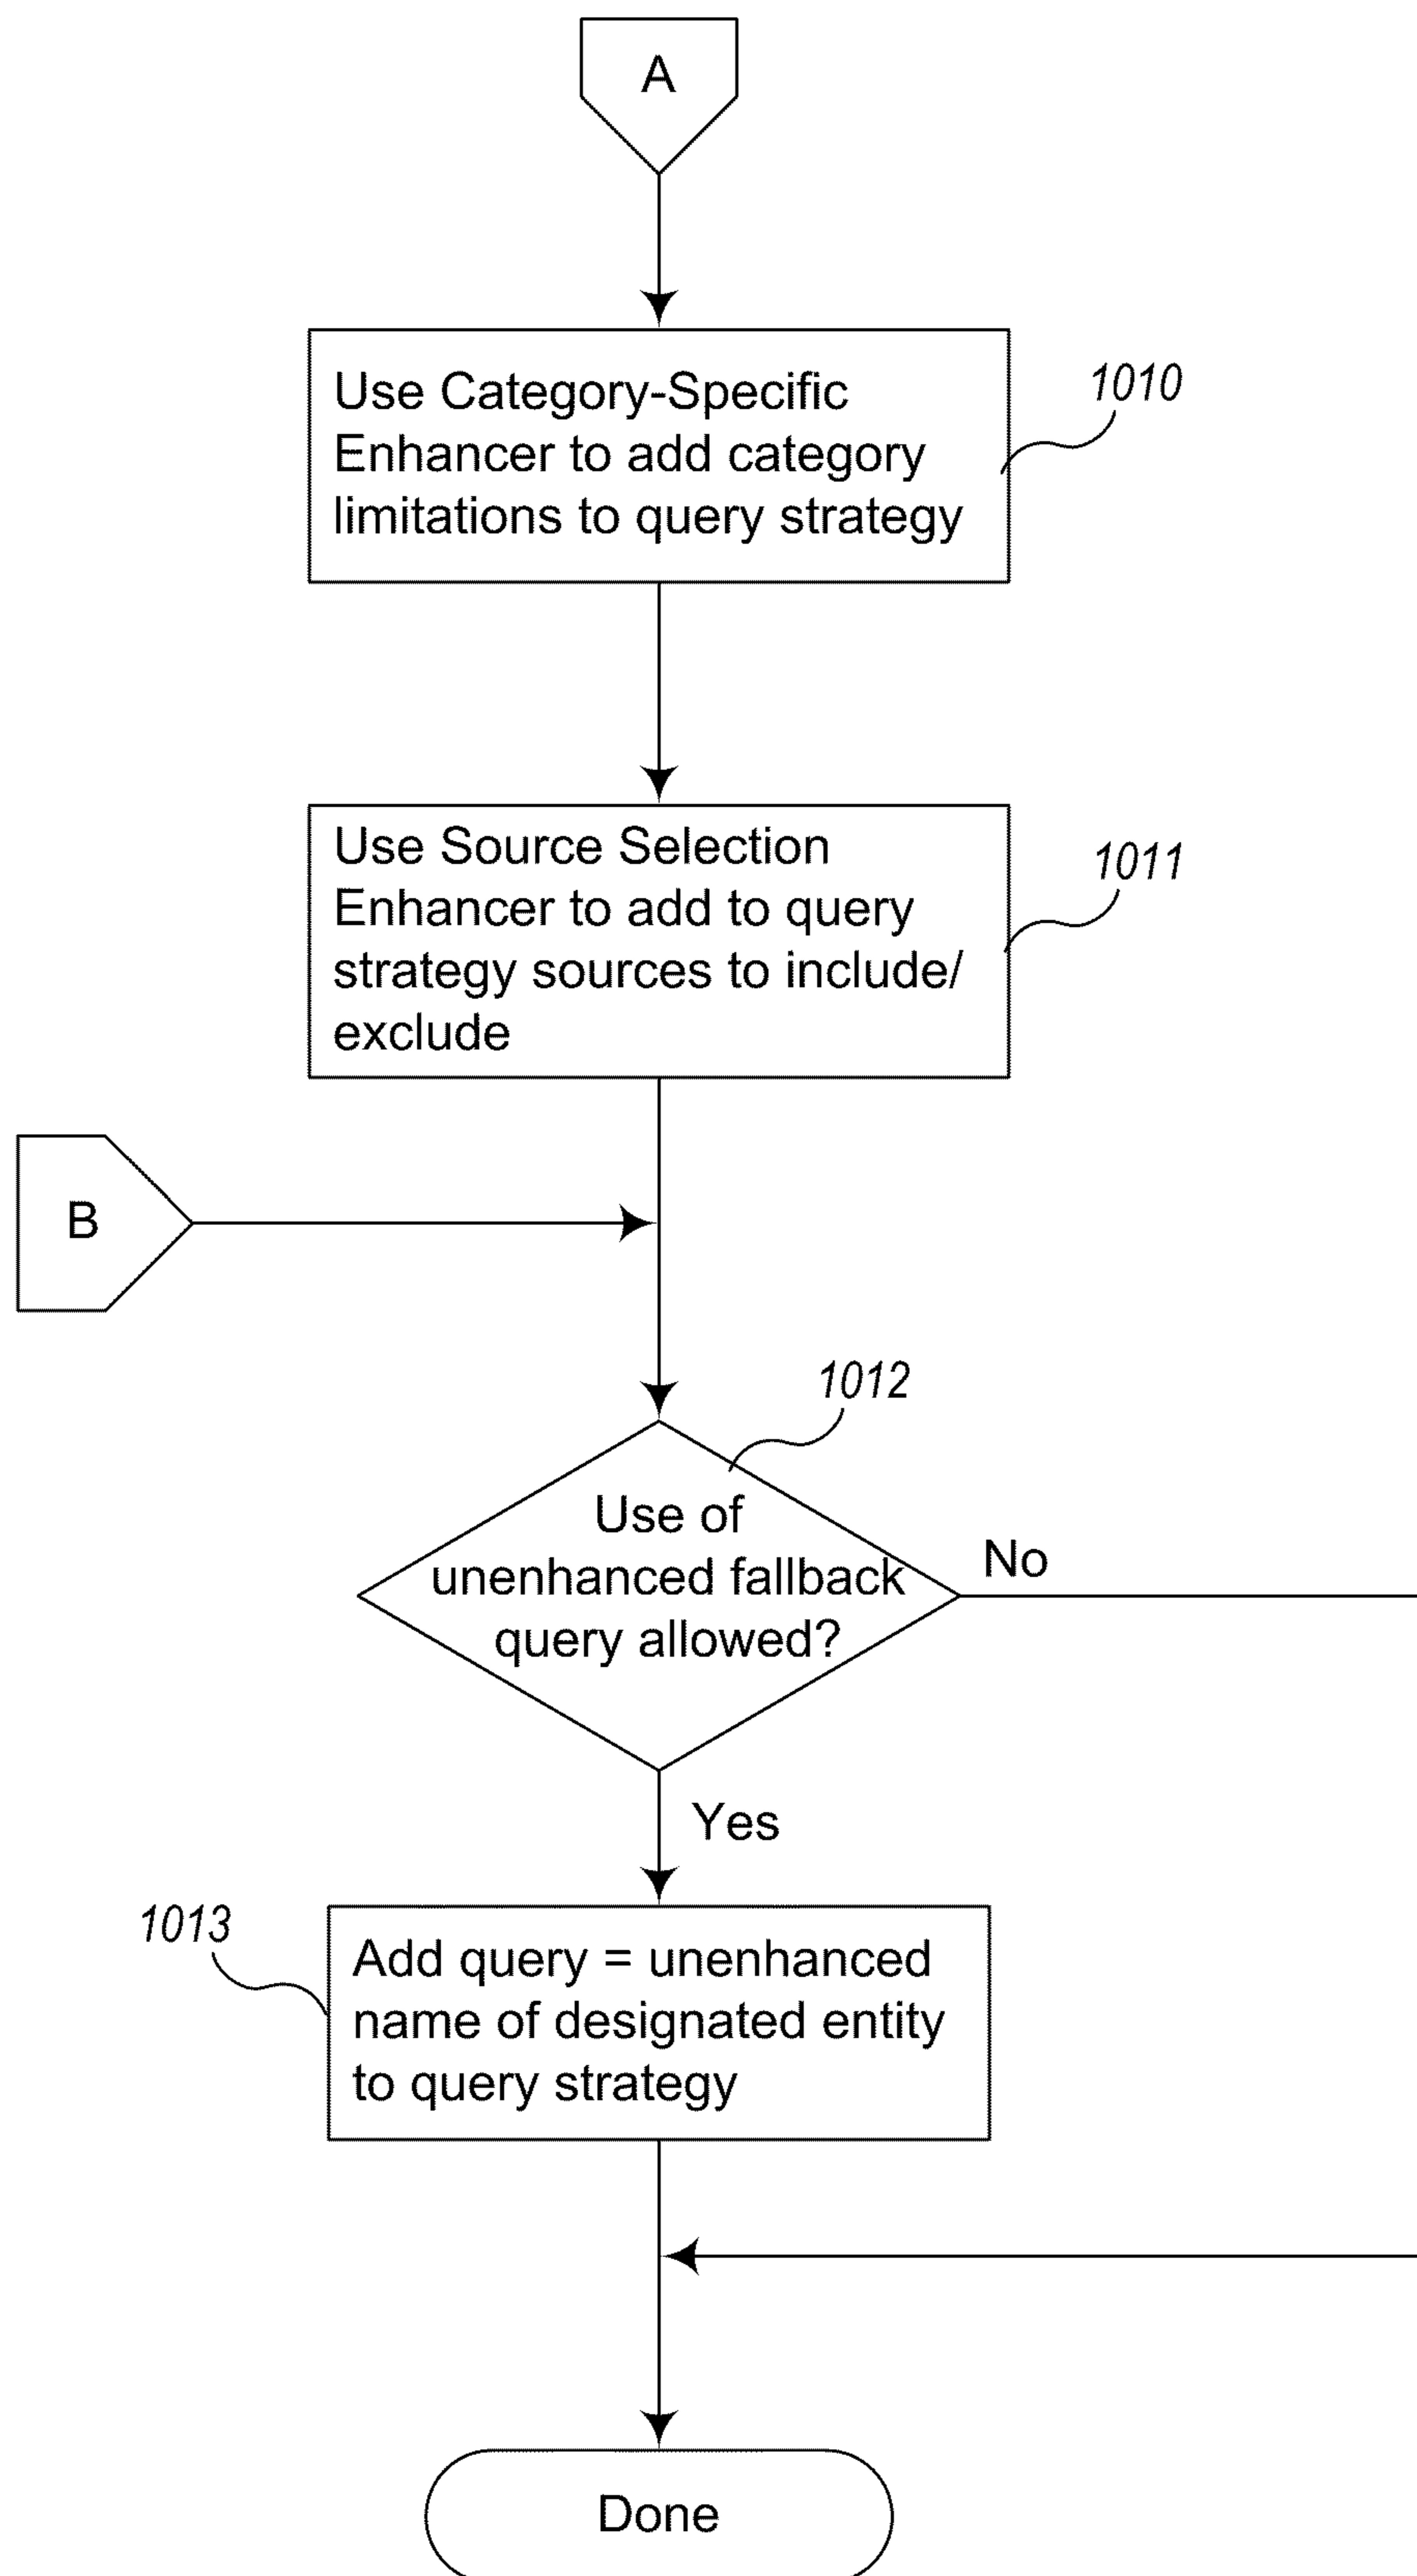 A
Use Category-Specific
Enhancer to add category
limitations to query strategy
1010
Use Source Selection
Enhancer to add to query
strategy sources to include/
exclude
1011
B
1012
Use of
unenhanced fallback
query allowed?
No
Yes
1013
Add query = unenhanced
name of designated entity
to query strategy
Done